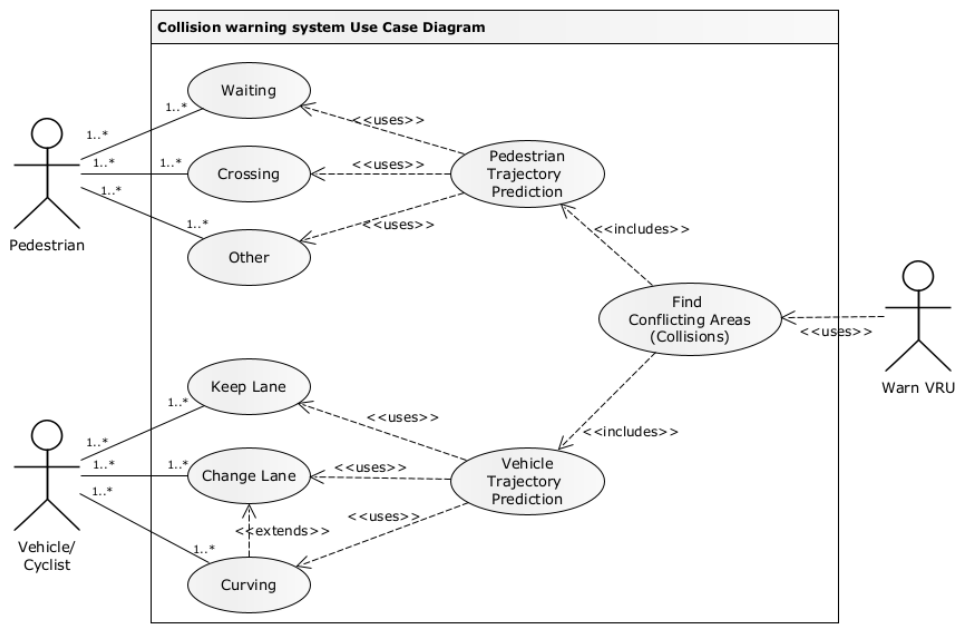 Collision warning system Use Case Diagram
Waiting
1..*
<<uses>>
1..*
Pedestrian
Trajectory
Prediction
1..*
1..*
<<uses>>
Crossing
1..*
1..*
<<uses>>
Pedestrian
Other
<<includes>>
Find
Conflicting Areas
(Collisions)
<<uses>>
Warn VRU
Keep Lane
1..*
<<uses>>
<<includes>>
1..*
1..*
1..*
Change Lane
<<uses>>
Vehicle
Trajectory
Prediction
1..*
<<uses>>
<<extends>>
1..*
Vehicle/
Cyclist
Curving